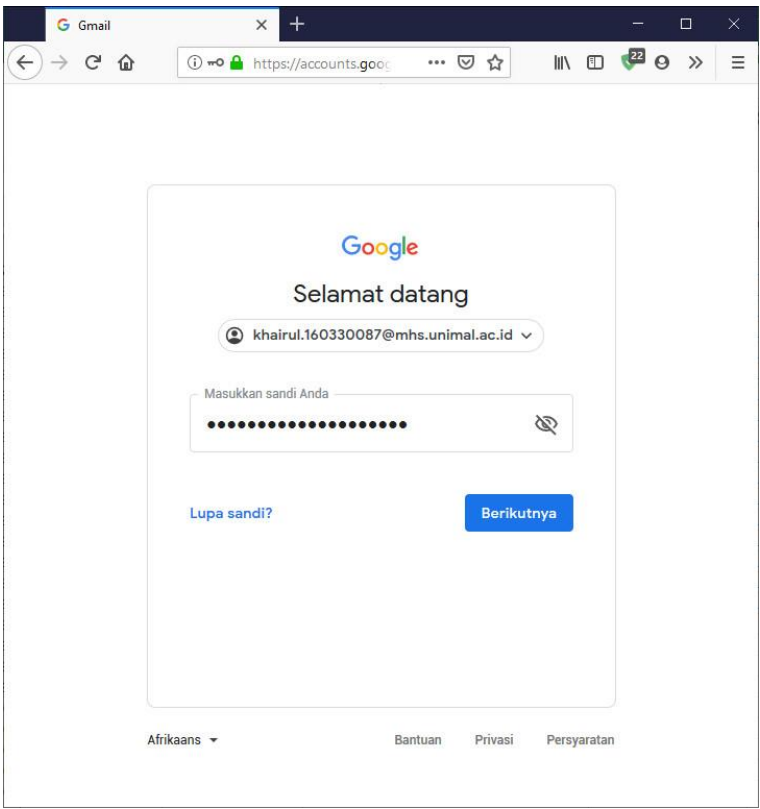 Gmail
https://accounts.goog
22
Google
Selamat datang
khairul.160330087@mhs.unimal.ac.id
Masukkan sandi Anda
••••••••••••••••••••
Lupa sandi?
Berikutnya
Afrikaans
Bantuan Privasi Persyaratan